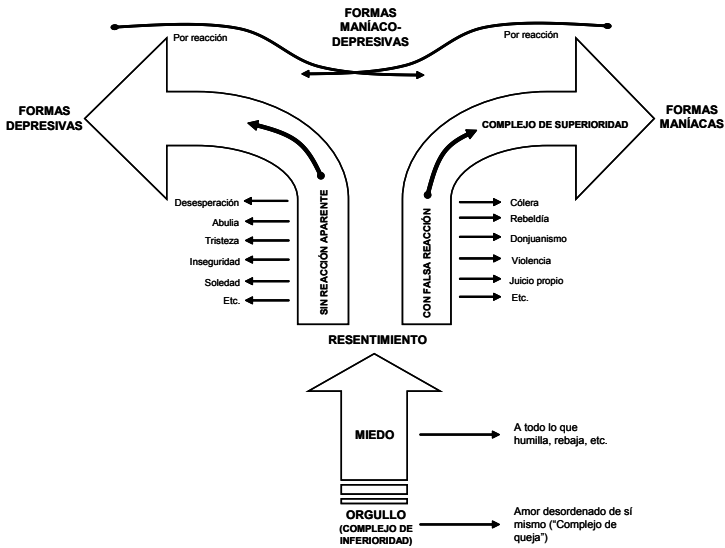 FORMAS
MANÍACO-
DEPRESIVAS
Por reacción
Por reacción
FORMAS
DEPRESIVAS
FORMAS
MANÍACAS
COMPLEJO DE SUPERIORIDAD
SIN REACCIÓN APARENTE
CON FALSA REACCIÓN
Desesperación
Abulia
Tristeza
Inseguridad
Soledad
Etc.
Cólera
Rebeldía
Donjuanismo
Violencia
Juicio propio
Etc.
RESENTIMIENTO
MIEDO
A todo lo que
humilla, rebaja, etc.
ORGULLO
(COMPLEJO DE
INFERIORIDAD)
Amor desordenado de sí
mismo (“Complejo de
queja”)